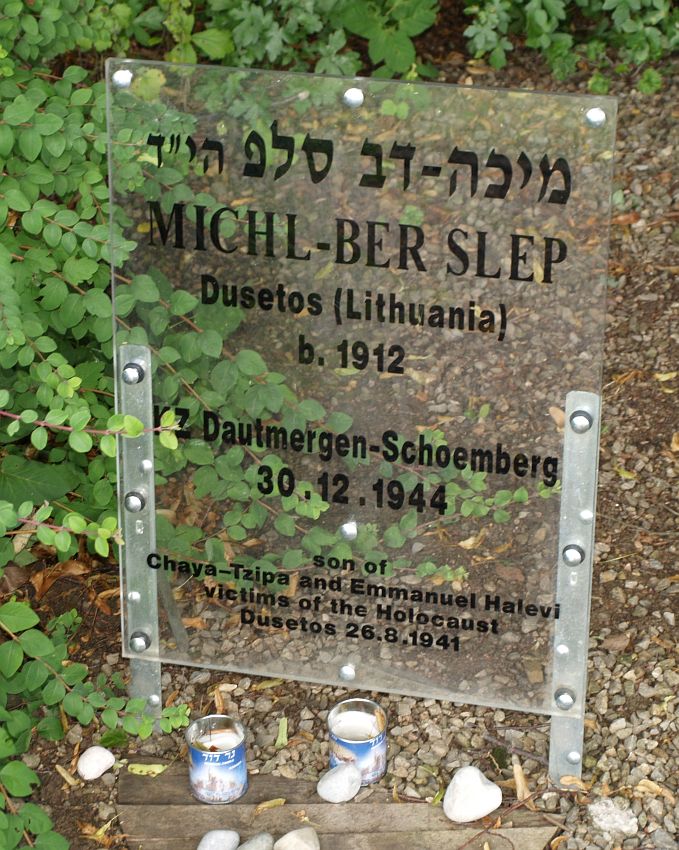 מיכה-דב סלפ הי"ד
MICHL-BER SLEP
Dusetos (Lithuania)
b. 1912
KZ Dautmergen-Schoemberg
30.12.1944
son of
Chaya-Tzipa and Emmanuel Halevi
victims of the Holocaust
Dusetos 26.8.1941